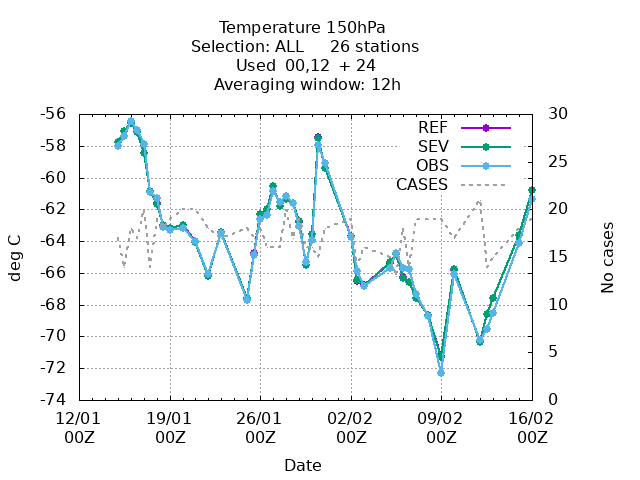 Temperature 150hPa
Selection: ALL     26 stations
Used  00,12  + 24
Averaging window: 12h
-56
-58
-60
-62
-64
-66
-68
-70
-72
-74
deg C
30
25
20
15
10
5
0
No cases
REF
SEV
OBS
CASES
12/01 19/01 26/01 02/02 09/02 16/02
00Z 00Z 00Z 00Z 00Z 00Z
Date